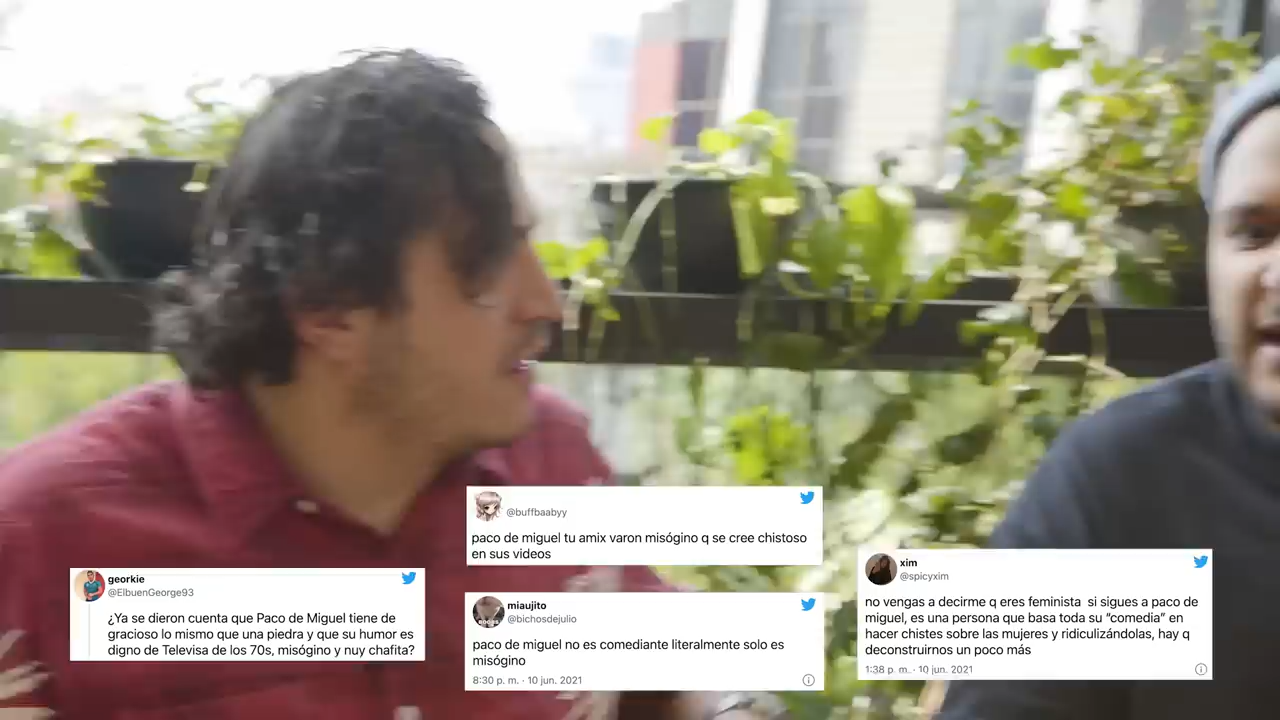 georkie
@ElbuenGeorge93
¿Ya se dieron cuenta que Paco de Miguel tiene de
gracioso lo mismo que una piedra y que su humor es
digno de Televisa de los 70s, misógino y nuy chafita?
@buffbaabyy
paco de miguel tu amix varon misógino q se cree chistoso
en sus videos
miaujito
@bichosdejulio
paco de miguel no es comediante literalmente solo es
misógino
8:30 p. m. · 10 jun. 2021
xim
@spicyxim
no vengas a decirme q eres feminista si sigues a paco de
miguel, es una persona que basa toda su “comedia” en
hacer chistes sobre las mujeres y ridiculizándolas, hay q
deconstruirnos un poco más
1:38 p. m. · 10 jun. 2021